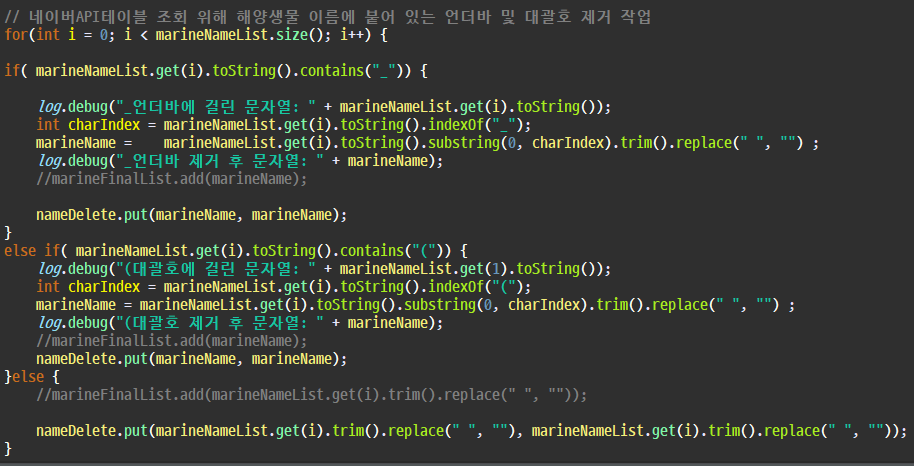 // 네이버API테이블 조회 위해 해양생물 이름에 붙어 있는 언더바 및 대괄호 제거 작업
for(int i = 0; i < marineNameList.size(); i++) {
if( marineNameList.get(i).toString().contains("_")) {
log.debug("_언더바에 걸린 문자열: " + marineNameList.get(i).toString());
int charIndex = marineNameList.get(i).toString().indexOf("_");
marineName =    marineNameList.get(i).toString().substring(0, charIndex).trim().replace(" ", "") ;
log.debug("_언더바 제거 후 문자열: " + marineName);
//marineFinalList.add(marineName);
nameDelete.put(marineName, marineName);
}
else if( marineNameList.get(i).toString().contains("(")) {
log.debug("(대괄호에 걸린 문자열: " + marineNameList.get(1).toString());
int charIndex = marineNameList.get(i).toString().indexOf("(");
marineName = marineNameList.get(i).toString().substring(0, charIndex).trim().replace(" ", "") ;
log.debug("(대괄호 제거 후 문자열: " + marineName);
//marineFinalList.add(marineName);
nameDelete.put(marineName, marineName);
}else {
//marineFinalList.add(marineNameList.get(i).trim().replace(" ", ""));
nameDelete.put(marineNameList.get(i).trim().replace(" ", ""), marineNameList.get(i).trim().replace(" ", ""));
}